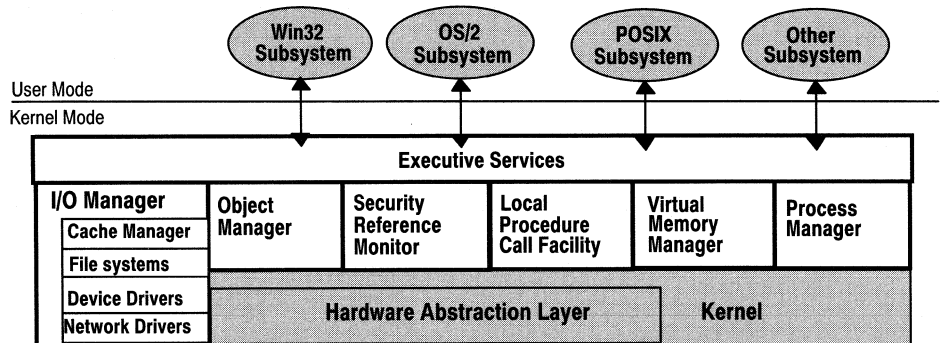 Win32
Subsystem
OS/2
Subsystem
POSIX
Subsystem
Other
Subsystem
User Mode
Kernel Mode
Executive Services
I/O Manager
Cache Manager
File systems
Device Drivers
Network Drivers
Object
Manager
Security
Reference
Monitor
Local
Procedure
Call Facility
Virtual
Memory
Manager
Process
Manager
Hardware Abstraction Layer
Kernel